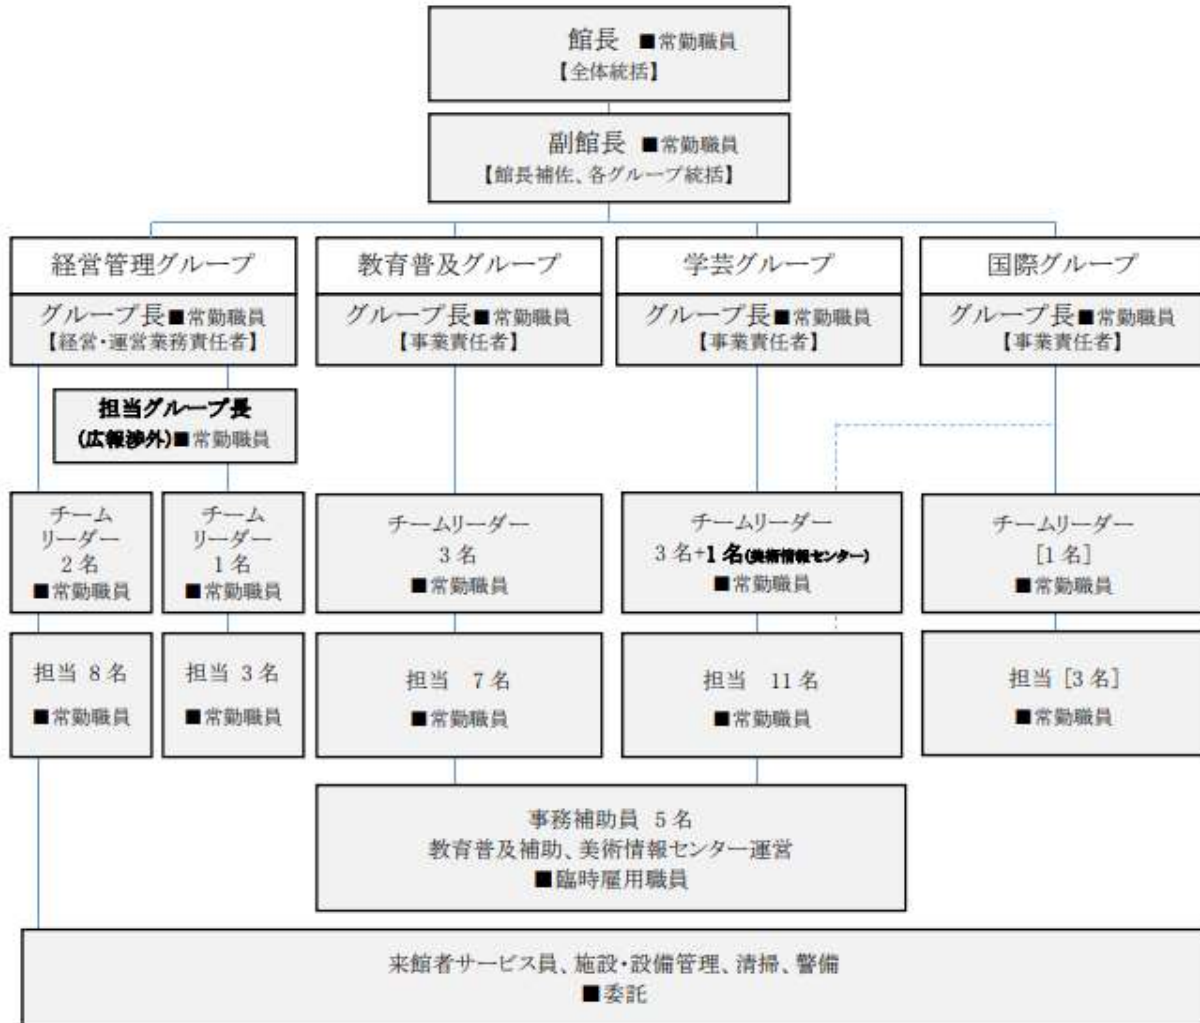 館長 ■常勤職員
【全体統括】
副館長 ■常勤職員
【館長補佐、各グループ統括】
経営管理グループ
グループ長■常勤職員
【経営・運営業務責任者】
教育普及グループ
グループ長■常勤職員
【事業責任者】
学芸グループ
グループ長■常勤職員
【事業責任者】
国際グループ
グループ長■常勤職員
【事業責任者】
担当グループ長
(広報渉外)■常勤職員
チーム
リーダー
2名
■常勤職員
チーム
リーダー
1名
■常勤職員
チームリーダー
3名
■常勤職員
チームリーダー
3名+1名(美術情報センター)
■常勤職員
チームリーダー
[1名]
■常勤職員
担当 8名
■常勤職員
担当 3名
■常勤職員
担当 7名
■常勤職員
担当 11名
■常勤職員
担当 [3名]
■常勤職員
事務補助員 5名
教育普及補助、美術情報センター運営
■臨時雇用職員
来館者サービス員、施設・設備管理、清掃、警備
■委託